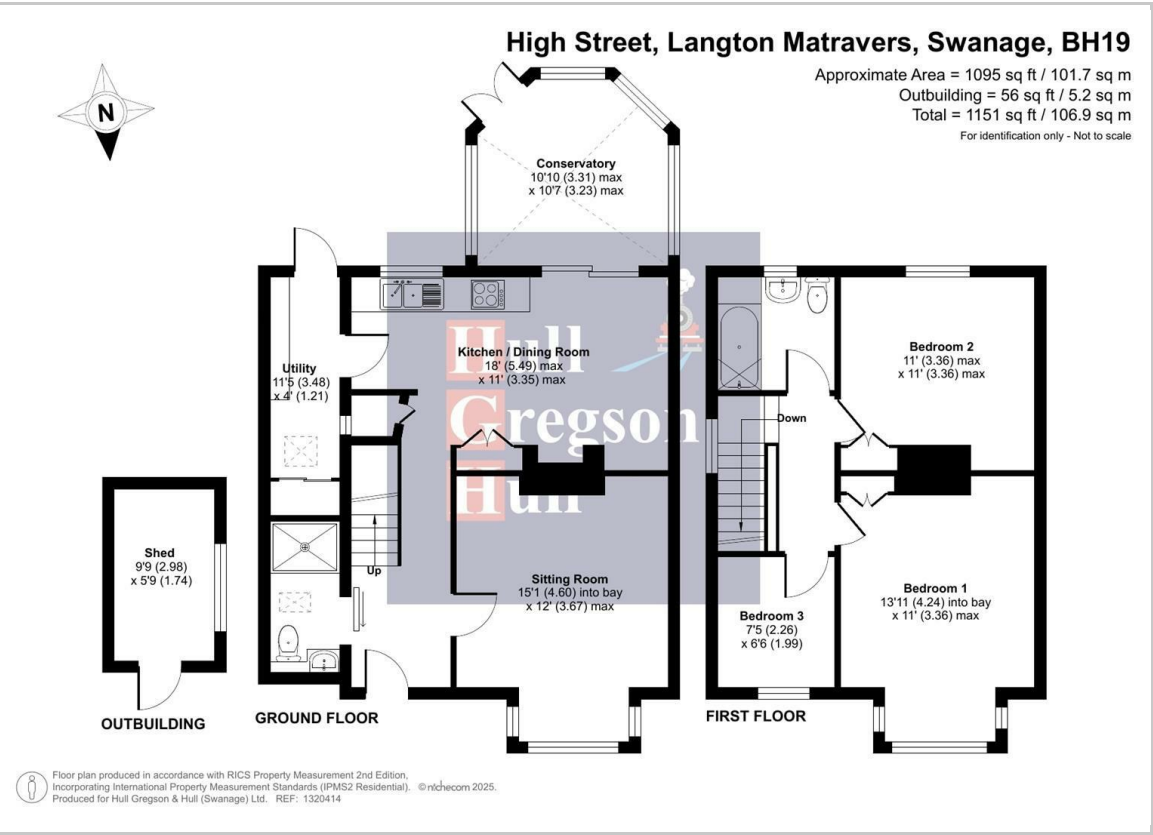 High Street, Langton Matravers, Swanage, BH19
Approximate Area = 1095 sq ft / 101.7 sq m
Outbuilding = 56 sq ft / 5.2 sq m
Total = 1151 sq ft / 106.9 sq m
For identification only - Not to scale
N
Conservatory
10'10 (3.31) max
x 10'7 (3.23) max
Hull
Gregson
Hull
Kitchen / Dining Room
18' (5.49) max
x 11' (3.35) max
Utility
11'5 (3.48)
x 4' (1.21)
Bedroom 2
11' (3.36) max
x 11' (3.36) max
Down
Shed
9'9 (2.98)
x 5'9 (1.74)
Up
Sitting Room
15'1 (4.60) into bay
x 12' (3.67) max
Bedroom 1
13'11 (4.24) into bay
x 11' (3.36) max
Bedroom 3
7'5 (2.26)
x 6'6 (1.99)
OUTBUILDING
GROUND FLOOR
FIRST FLOOR
Floor plan produced in accordance with RICS Property Measurement 2nd Edition,
Incorporating International Property Measurement Standards (IPMS2 Residential). © nichecom 2025.
Produced for Hull Gregson & Hull (Swanage) Ltd. REF: 1320414